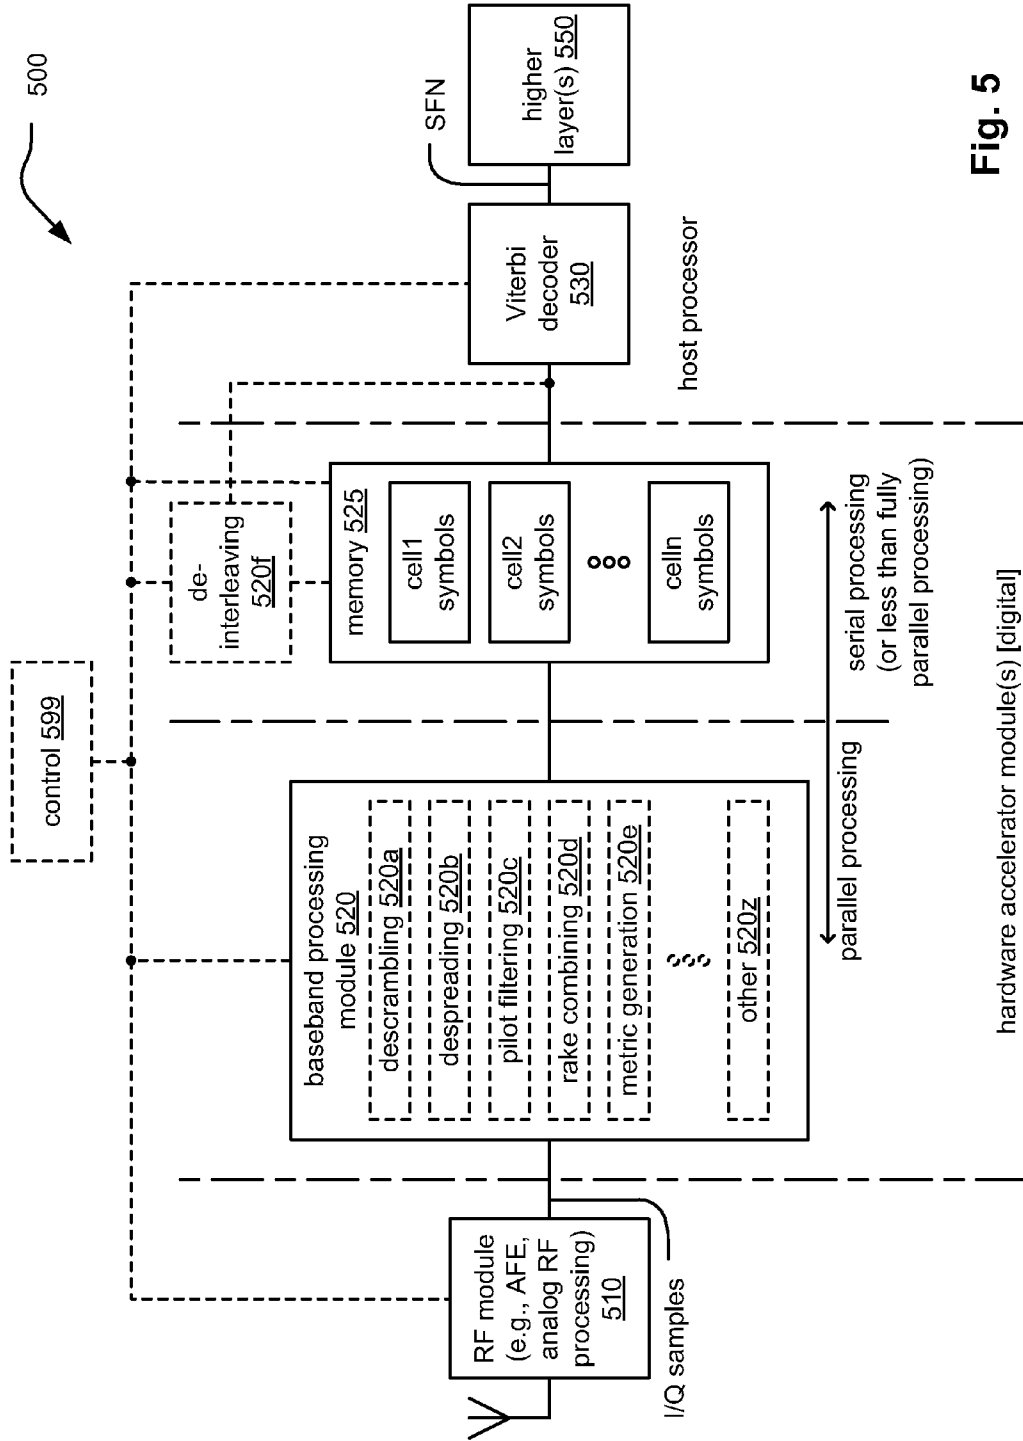 500
control 599
RF module
(e.g., AFE,
analog RF
processing)
510
I/Q samples
baseband processing
module 520
descrambling 520a
despreading 520b
pilot filtering 520c
rake combining 520d
metric generation 520e
other 520z
de-
interleaving
520f
memory 525
cell1
symbols
cell2
symbols
celln
symbols
Viterbi
decoder
530
SFN
higher
layer(s) 550
parallel processing
serial processing
(or less than fully
parallel processing)
host processor
hardware accelerator module(s) [digital]
Fig. 5